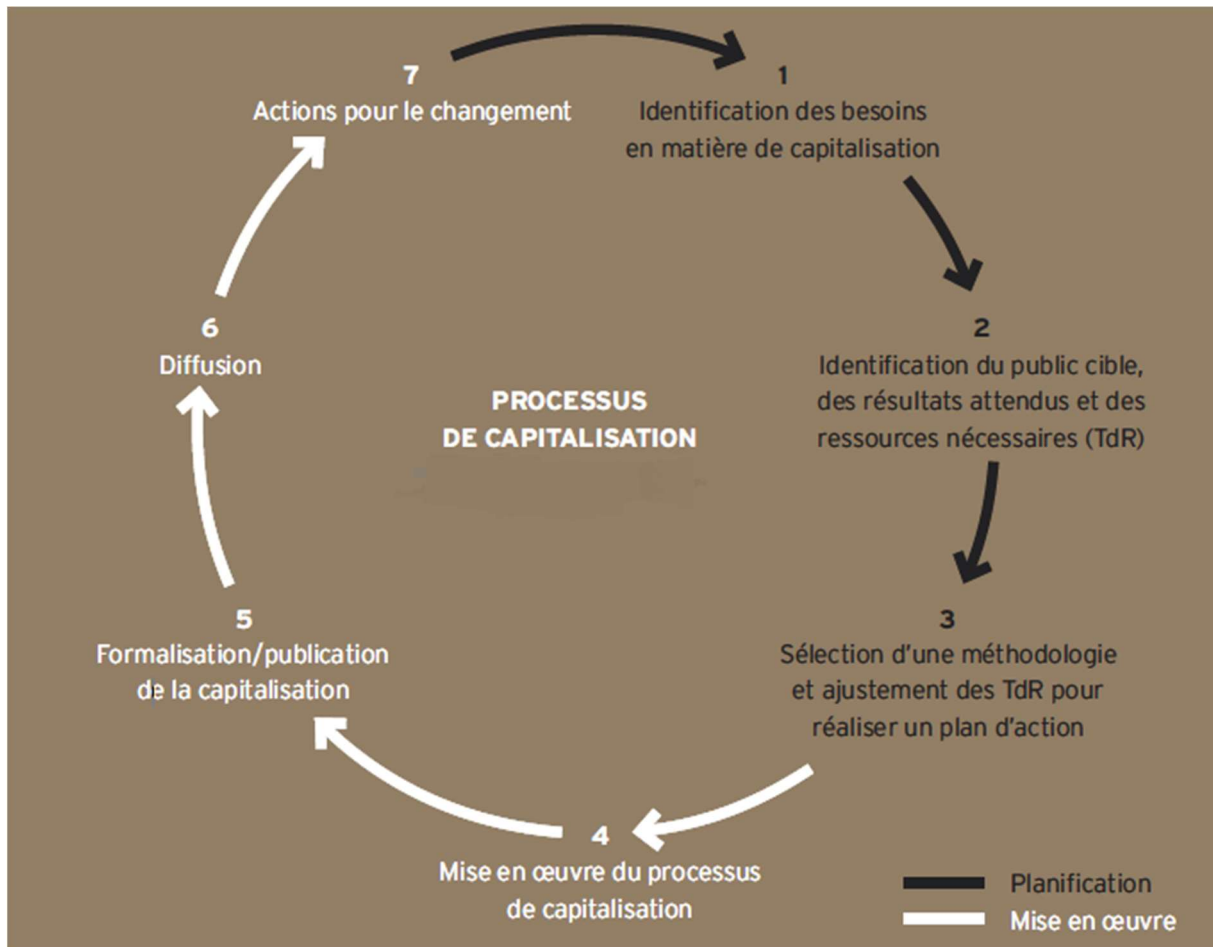 1
Identification des besoins
en matière de capitalisation
2
Identification du public cible,
des résultats attendus et des
ressources nécessaires (TdR)
3
Sélection d'une méthodologie
et ajustement des TdR pour
réaliser un plan d'action
4
Mise en œuvre du processus
de capitalisation
5
Formalisation/publication
de la capitalisation
6
Diffusion
7
Actions pour le changement
PROCESSUS
DE CAPITALISATION
Planification
Mise en œuvre